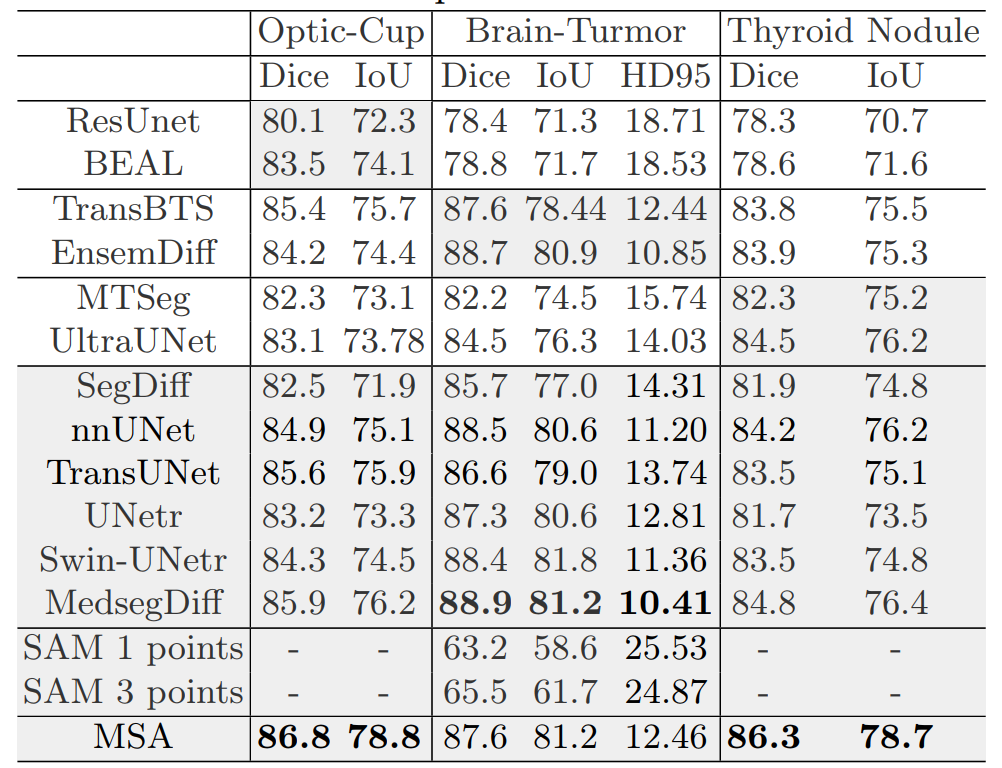 Optic-Cup Brain-Turmor Thyroid Nodule
Dice IoU Dice IoU HD95 Dice IoU
ResUnet 80.1 72.3 78.4 71.3 18.71 78.3 70.7
BEAL 83.5 74.1 78.8 71.7 18.53 78.6 71.6
TransBTS 85.4 75.7 87.6 78.44 12.44 83.8 75.5
EnsemDiff 84.2 74.4 88.7 80.9 10.85 83.9 75.3
MTSeg 82.3 73.1 82.2 74.5 15.74 82.3 75.2
UltraUNet 83.1 73.78 84.5 76.3 14.03 84.5 76.2
SegDiff 82.5 71.9 85.7 77.0 14.31 81.9 74.8
nnUNet 84.9 75.1 88.5 80.6 11.20 84.2 76.2
TransUNet 85.6 75.9 86.6 79.0 13.74 83.5 75.1
UNetr 83.2 73.3 87.3 80.6 12.81 81.7 73.5
Swin-UNetr 84.3 74.5 88.4 81.8 11.36 83.5 74.8
MedsegDiff 85.9 76.2 88.9 81.2 10.41 84.8 76.4
SAM 1 points - - 63.2 58.6 25.53 - -
SAM 3 points - - 65.5 61.7 24.87 - -
MSA 86.8 78.8 87.6 81.2 12.46 86.3 78.7